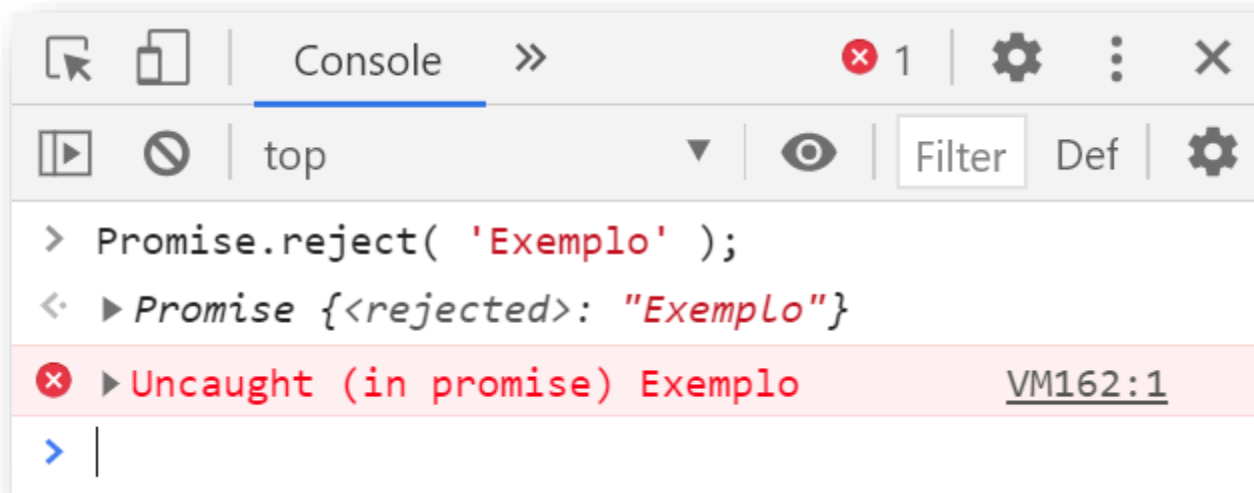 Console » 1
top ▼ Filter Def
> Promise.reject( 'Exemplo' );
Promise {<rejected>: "Exemplo"}
Uncaught (in promise) Exemplo VM162:1
>